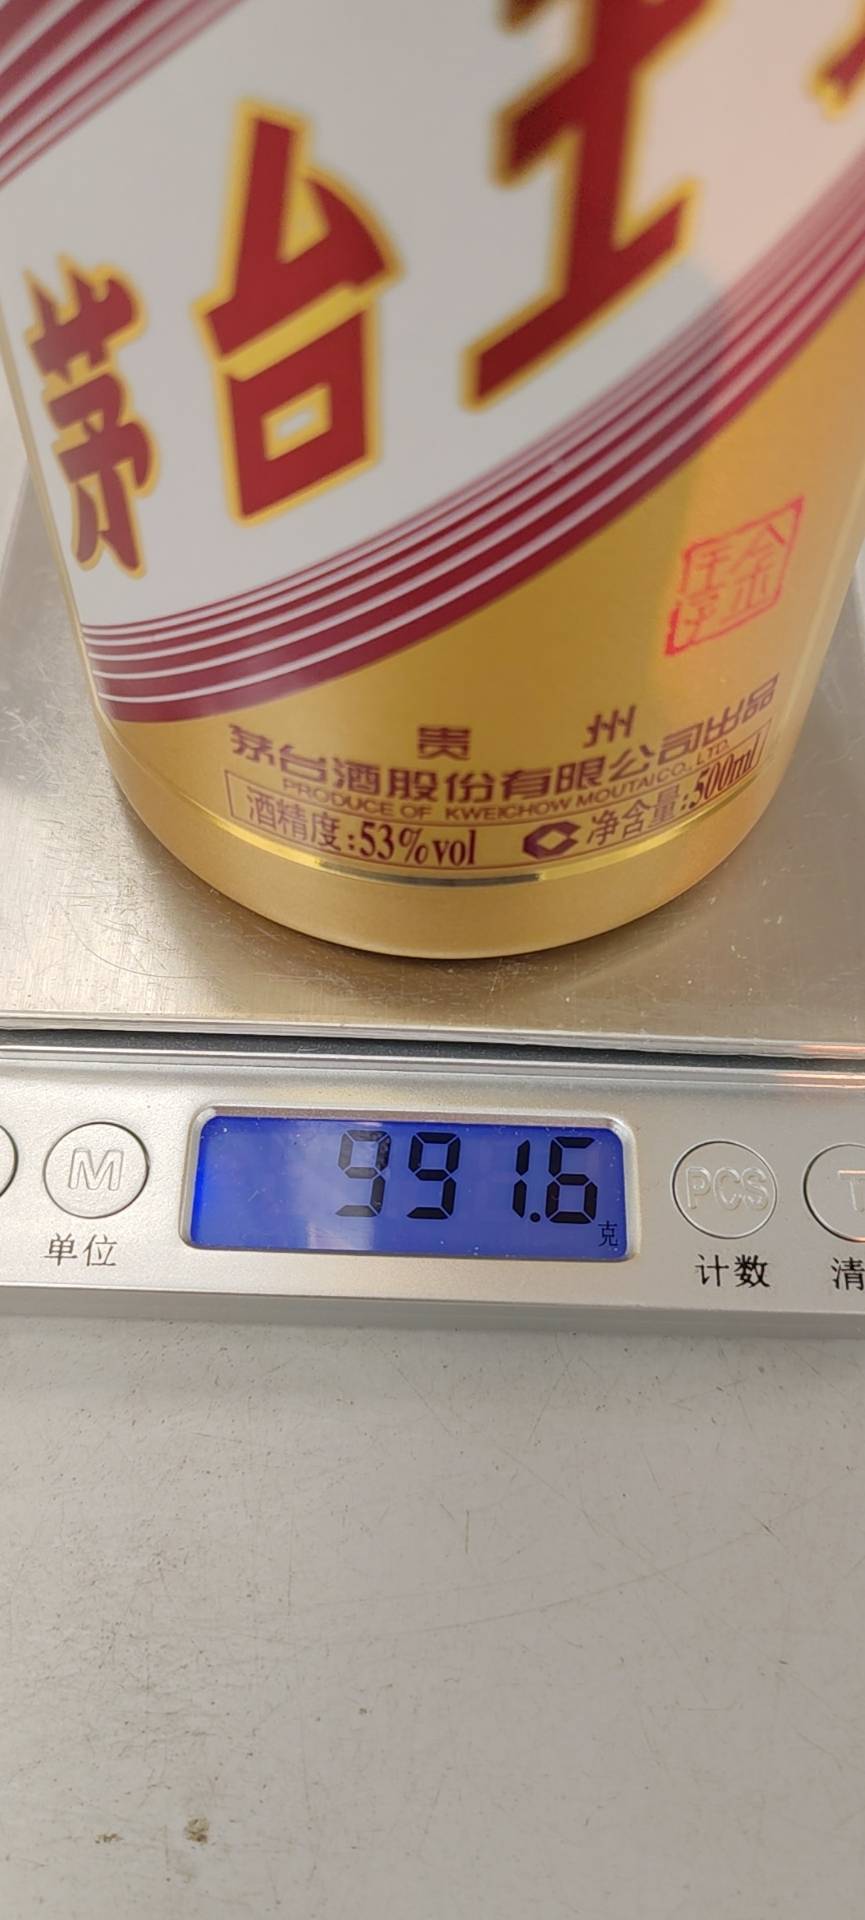 茅台王
贵州
茅台酒股份有限公司出品
PRODUCE OF KWEICHOW MOUTAI CO., LTD.
酒精度:53%vol 净含量:500ml
991.6
克
M
PCS
T
单位
计数
清